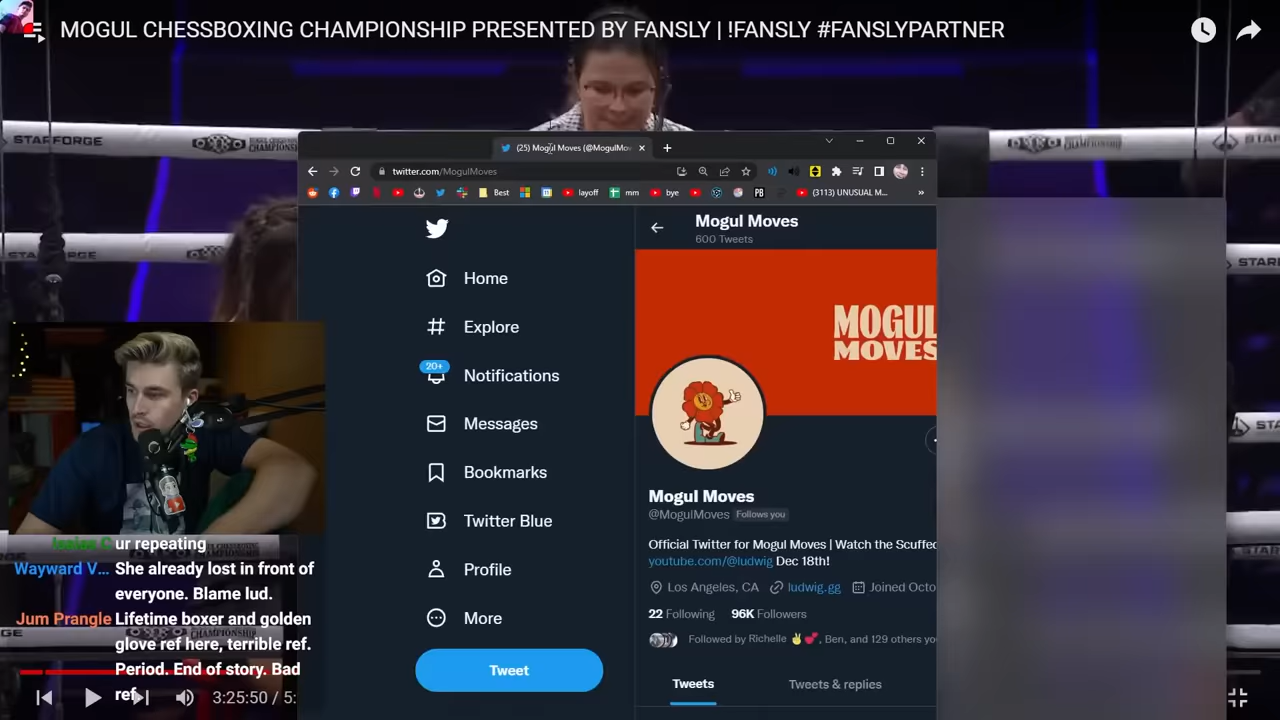 MOGUL CHESSBOXING CHAMPIONSHIP PRESENTED BY FANSLY | !FANSLY #FANSLYPARTNER
STARFORGE
CHAMPIONSHIP
(25) Mogul Moves (@MogulMov
twitter.com/MogulMoves
Best
layoff
mm
bye
PB
(3113) UNUSUAL M...
Mogul Moves
600 Tweets
Home
Explore
20+
Notifications
Messages
Bookmarks
Twitter Blue
Profile
More
Tweet
MOGUL
MOVES
Mogul Moves
@MogulMoves Follows you
Official Twitter for Mogul Moves | Watch the Scuffed
youtube.com/@ludwig Dec 18th!
Los Angeles, CA ludwig.gg Joined Octo
22 Following 96K Followers
Followed by Richelle ✌️💕, Ben, and 129 others yo
Tweets Tweets & replies
ur repeating
Wayward V... She already lost in front of
everyone. Blame lud.
Jum Prangle Lifetime boxer and golden
glove ref here, terrible ref.
Period. End of story. Bad
ref.
3:25:50 / 5: